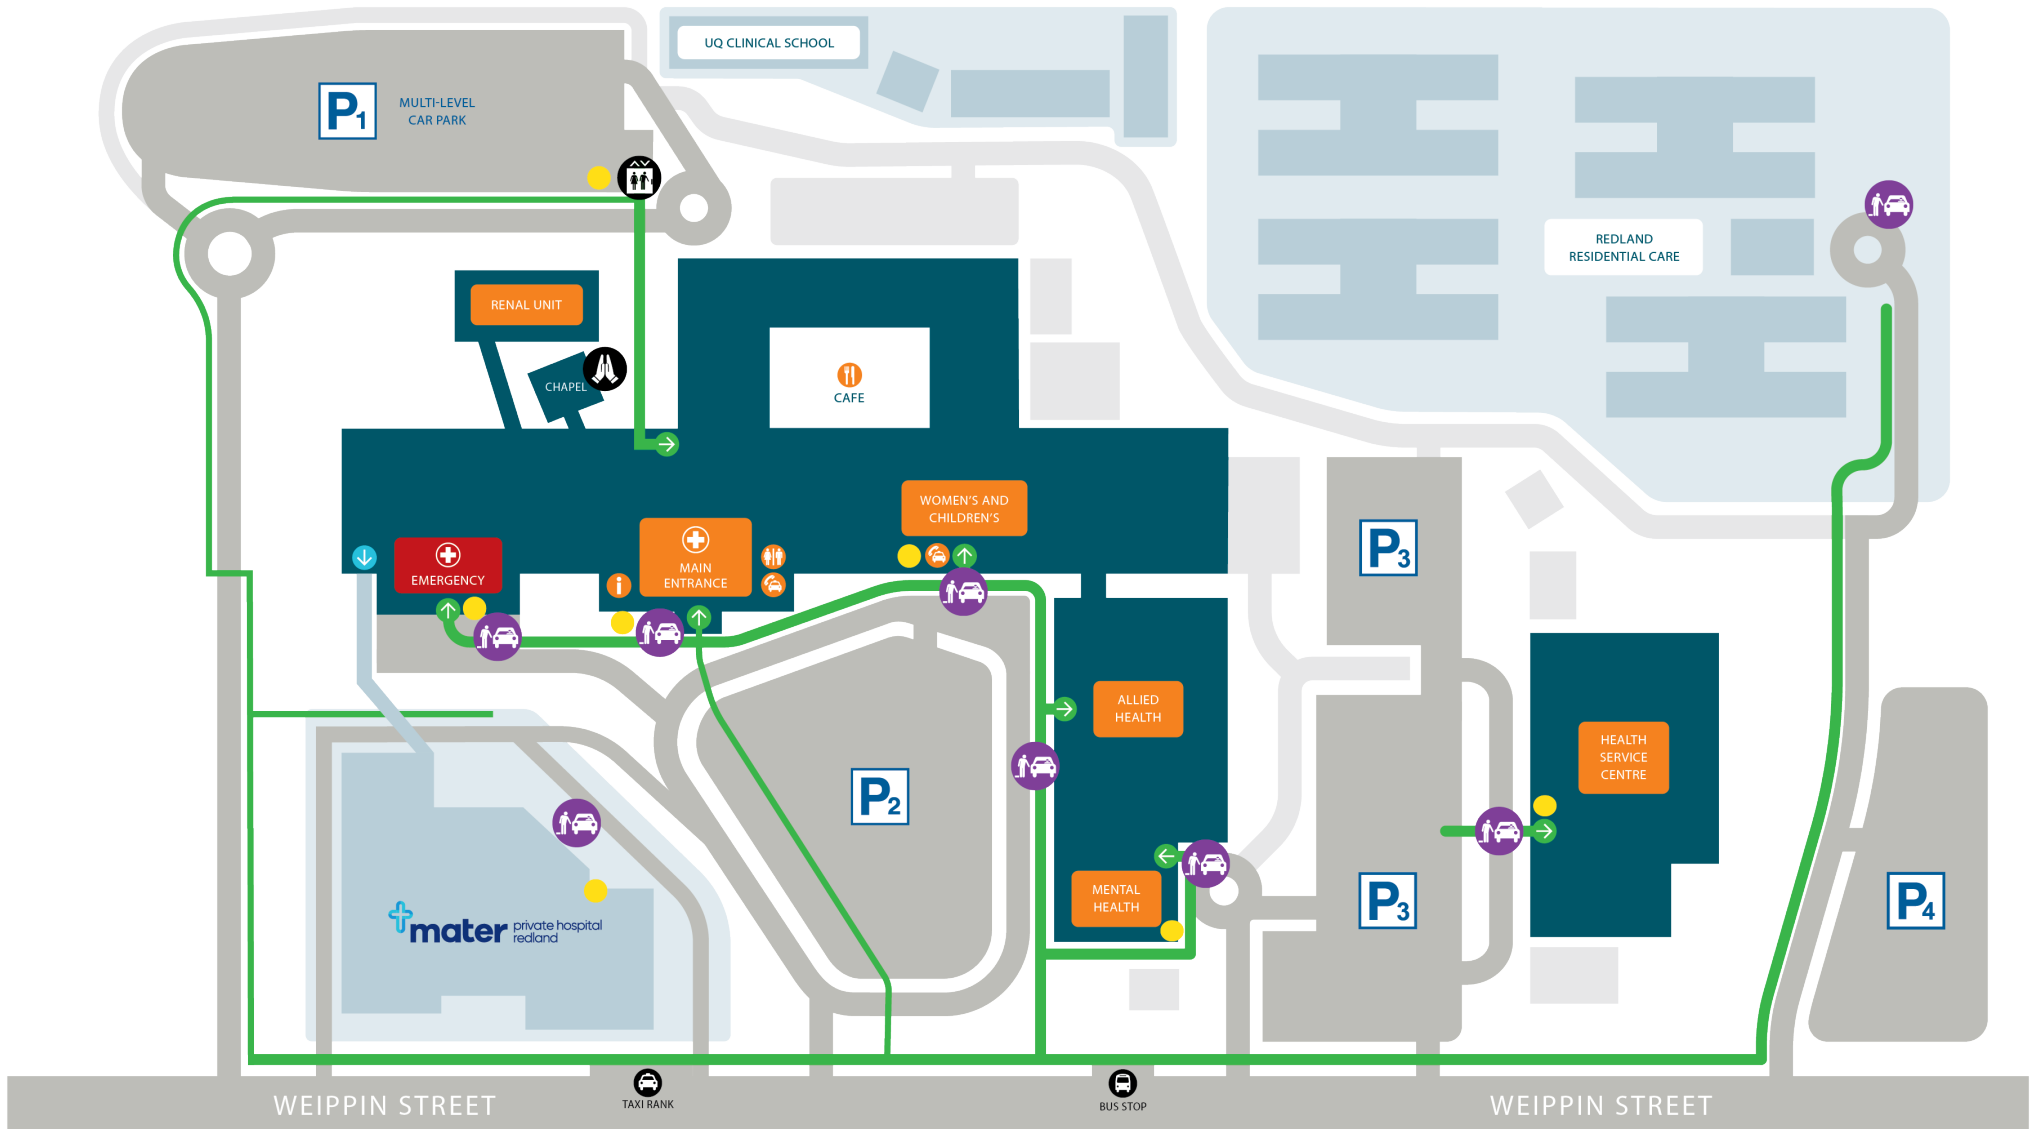 UQ CLINICAL SCHOOL
P1
MULTI-LEVEL
CAR PARK
REDLAND
RESIDENTIAL CARE
RENAL UNIT
CHAPEL
CAFE
WOMEN'S AND
CHILDREN'S
EMERGENCY
MAIN
ENTRANCE
i
P3
ALLIED
HEALTH
HEALTH
SERVICE
CENTRE
P2
MENTAL
HEALTH
P3
P4
mater private hospital
redland
WEIPPIN STREET
TAXI RANK
BUS STOP
WEIPPIN STREET